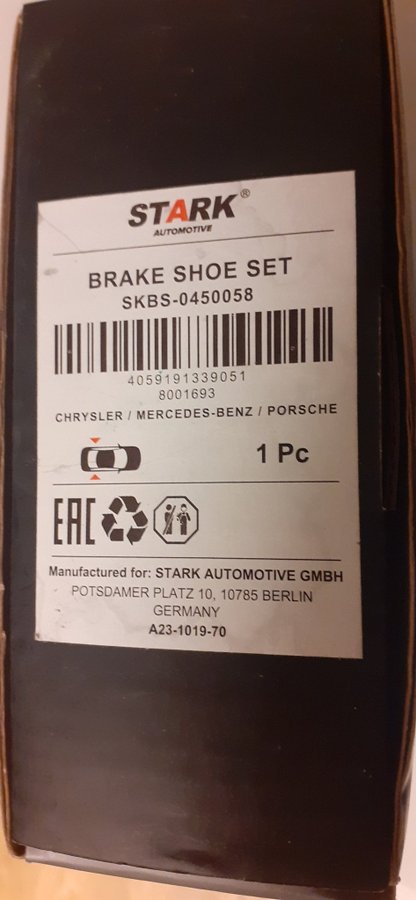 STARK®
AUTOMOTIVE
BRAKE SHOE SET
SKBS-0450058
4059191339051
8001693
CHRYSLER / MERCEDES-BENZ / PORSCHE
1 Pc
EAC
Manufactured for: STARK AUTOMOTIVE GMBH
POTSDAMER PLATZ 10, 10785 BERLIN
GERMANY
A23-1019-70